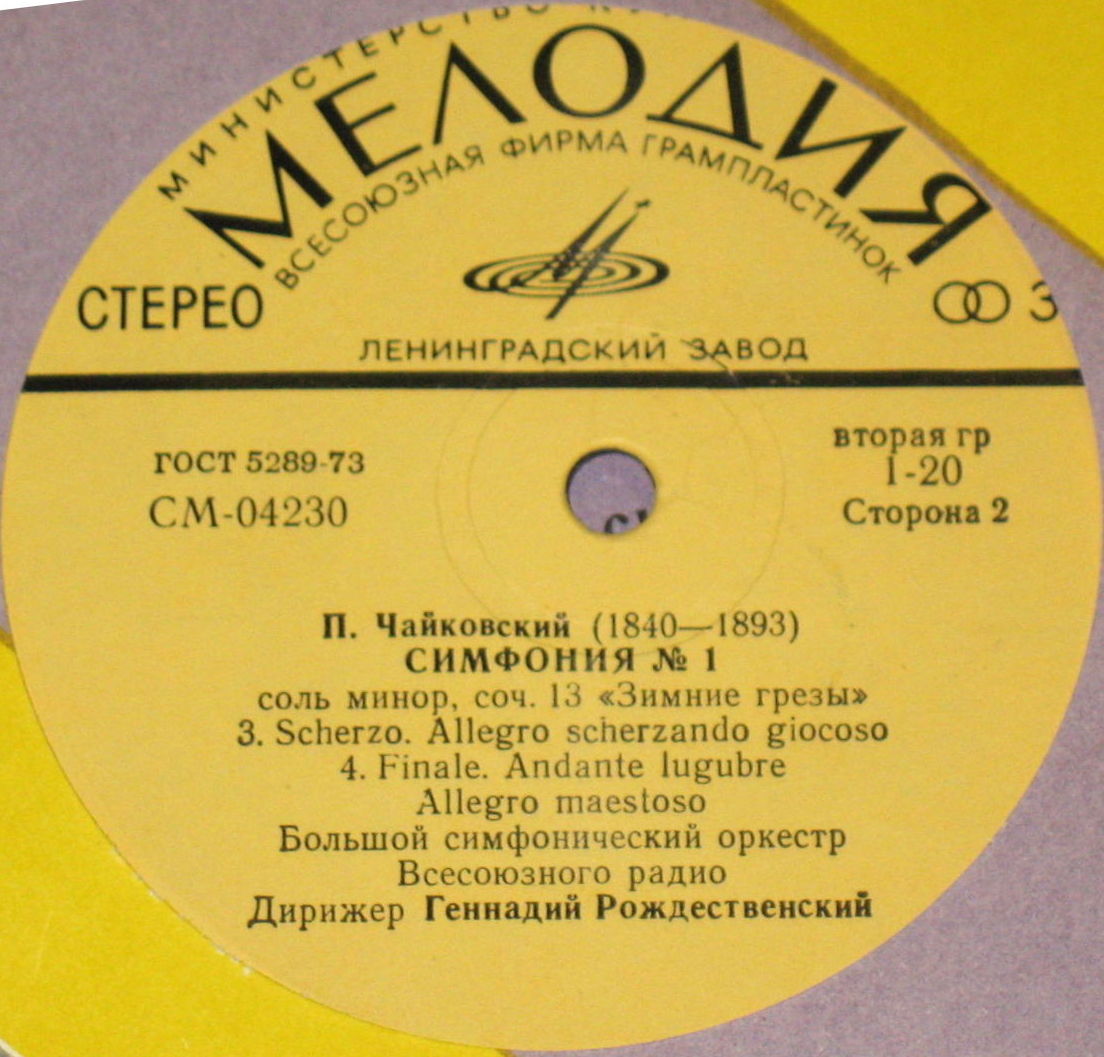 МИНИСТЕРСТВО
МЕЛОДИЯ
ВСЕСОЮЗНАЯ ФИРМА ГРАМПЛАСТИНОК
СТЕРЕО
33
ЛЕНИНГРАДСКИЙ ЗАВОД
ГОСТ 5289-73
СМ-04230
вторая гр
1-20
Сторона 2
П. Чайковский (1840—1893)
СИМФОНИЯ № 1
соль минор, соч. 13 «Зимние грезы»
3. Scherzo. Allegro scherzando giocoso
4. Finale. Andante lugubre
Allegro maestoso
Большой симфонический оркестр
Всесоюзного радио
Дирижер Геннадий Рождественский